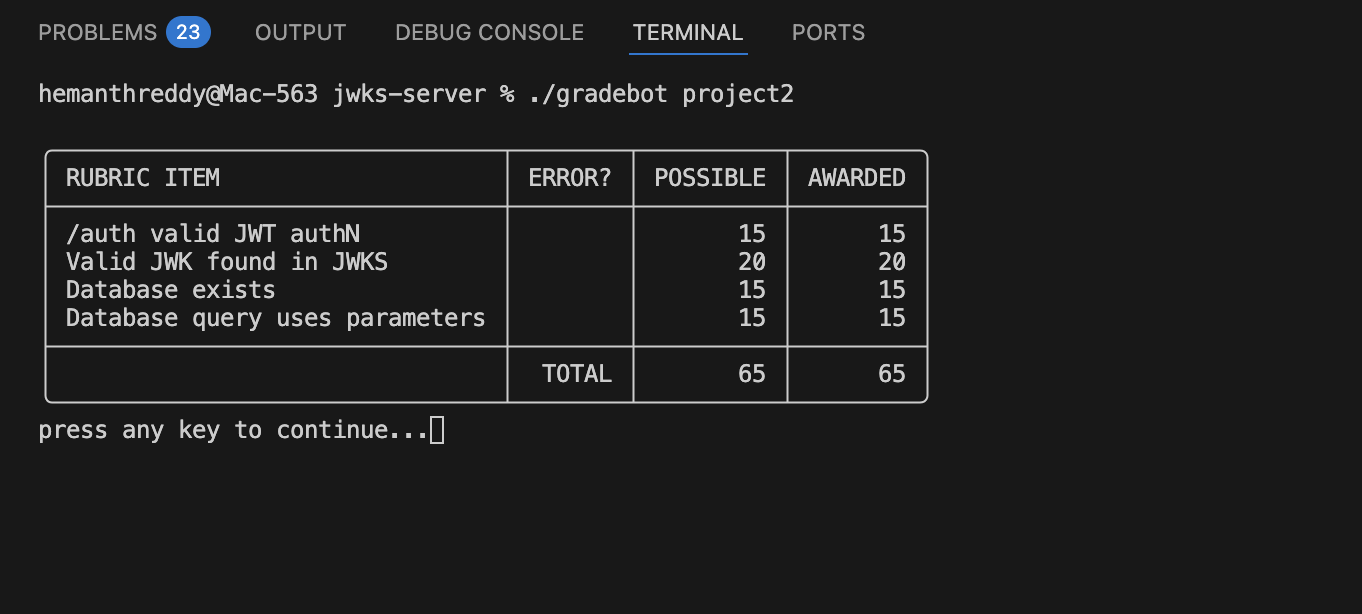 PROBLEMS 23 OUTPUT DEBUG CONSOLE TERMINAL PORTS
hemanthreddy@Mac-563 jwks-server % ./gradebot project2
RUBRIC ITEM ERROR? POSSIBLE AWARDED
/auth valid JWT authN 15 15
Valid JWK found in JWKS 20 20
Database exists 15 15
Database query uses parameters 15 15
TOTAL 65 65
press any key to continue...